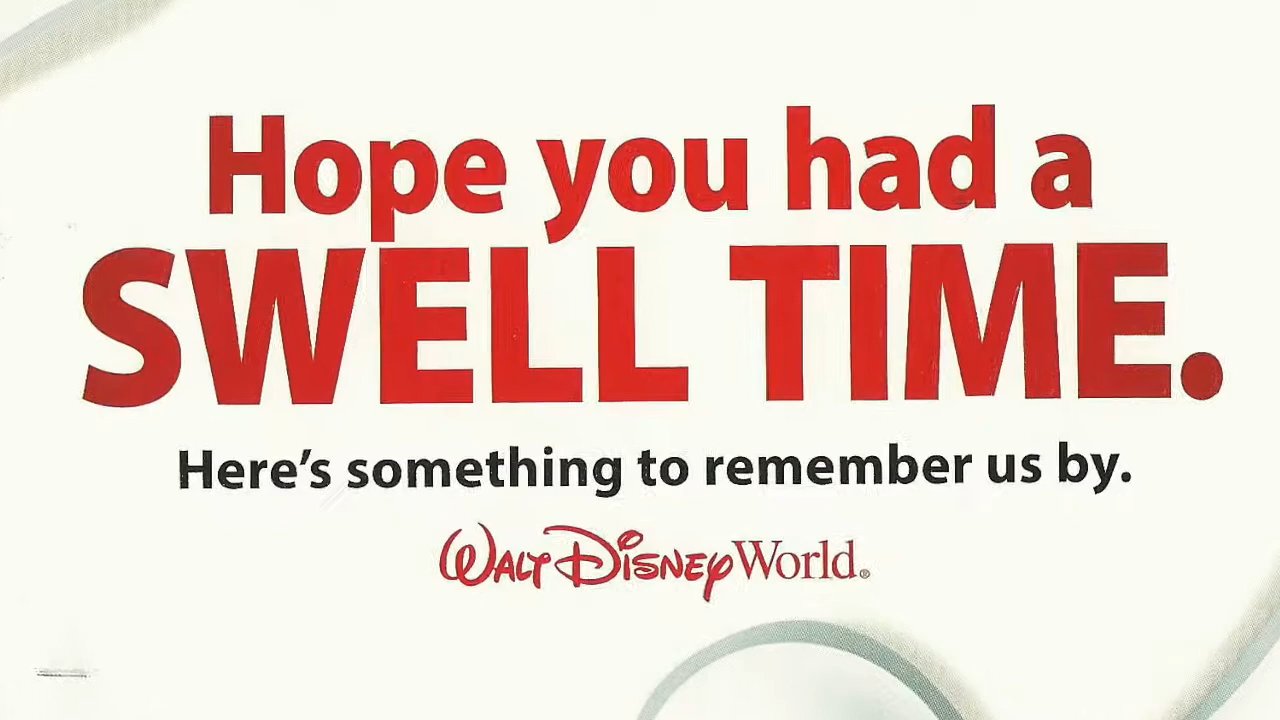 Hope you had a
SWELL TIME.
Here's something to remember us by.
Walt Disney World®